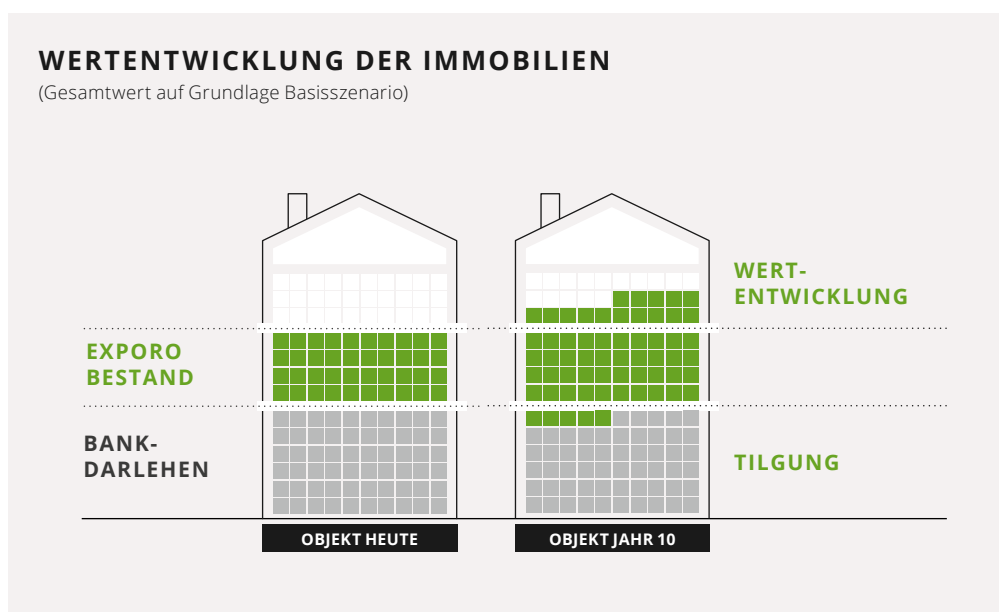 WERTENTWICKLUNG DER IMMOBILIEN
(Gesamtwert auf Grundlage Basisszenario)
WERT-
ENTWICKLUNG
EXPORO
BESTAND
BANK-
DARLEHEN
TILGUNG
OBJEKT HEUTE
OBJEKT JAHR 10